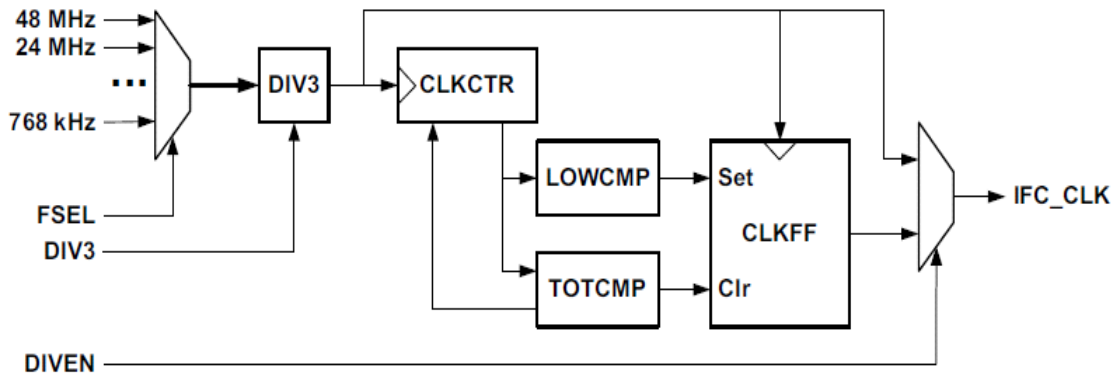 48 MHz
24 MHz
...
768 kHz
FSEL
DIV3
DIVEN
DIV3
CLKCTR
LOWCMP
TOTCMP
Set
CLKFF
Clr
IFC_CLK